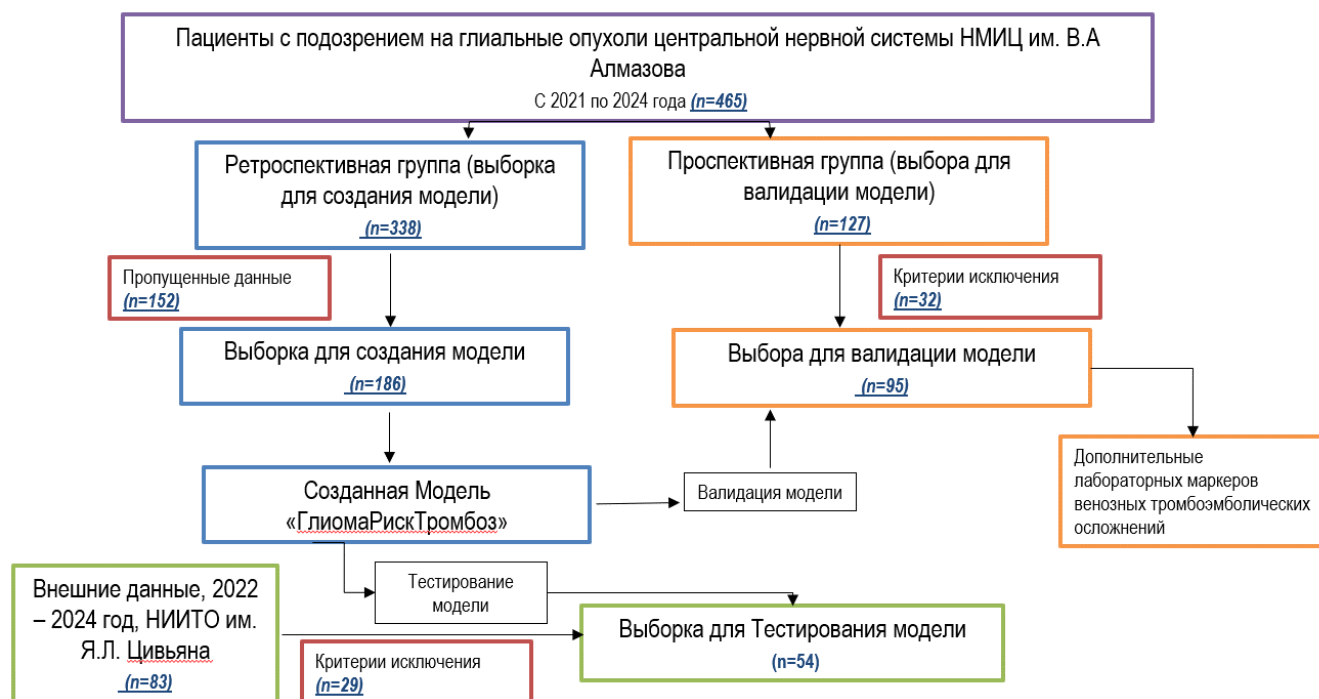 Пациенты с подозрением на глиальные опухоли центральной нервной системы НМИЦ им. В.А
Алмазова
С 2021 по 2024 года (n=465)
Ретроспективная группа (выборка
для создания модели)
(n=338)
Проспективная группа (выбора для
валидации модели)
(n=127)
Пропущенные данные
(n=152)
Критерии исключения
(n=32)
Выборка для создания модели
(n=186)
Выбора для валидации модели
(n=95)
Созданная Модель
«ГлиомаРискТромбоз»
Валидация модели
Дополнительные
лабораторных маркеров
венозных тромбоэмболических
осложнений
Тестирование
модели
Внешние данные, 2022
– 2024 год, НИИТО им.
Я.Л. Цивьяна
(n=83)
Критерии исключения
(n=29)
Выборка для Тестирования модели
(n=54)